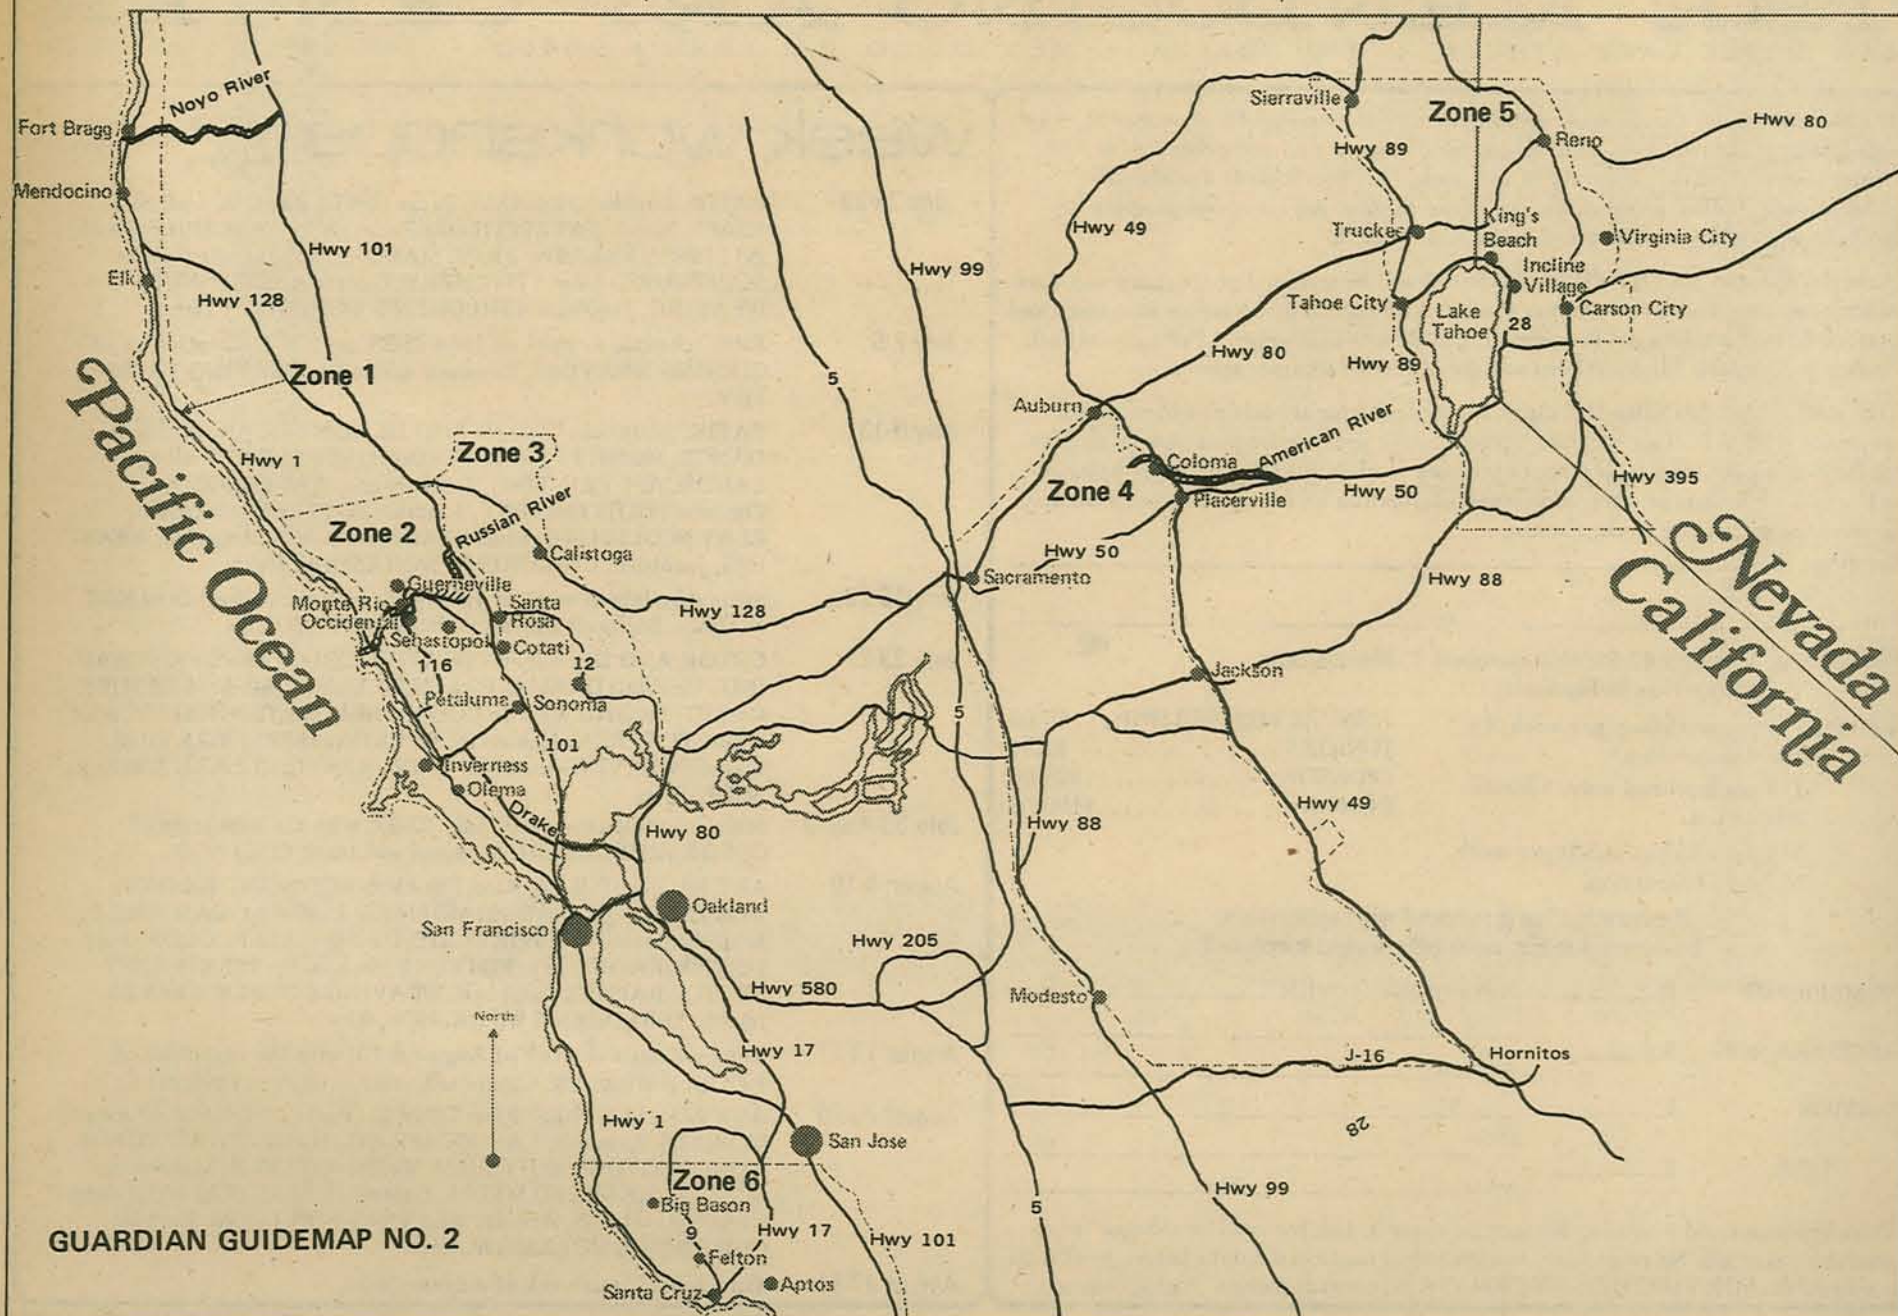 Noyo River
Fort Bragg
Mendocino
Elk
Hwy 101
Hwy 128
Zone 1
Hwy 1
Pacific Ocean
Zone 3
Zone 2
Russian River
Calistoga
Guerneville
Monte Rio
Occidental
Sebastopol
Santa
Rosa
Cotati
116
12
Petaluma
Sonoma
101
Inverness
Olema
Drake
Hwy 128
Hwy 80
Oakland
San Francisco
North
Hwy 580
Hwy 205
Hwy 17
Hwy 1
San Jose
Zone 6
Big Bason
9
Hwy 17
Felton
Aptos
Santa Cruz
Hwy 101
GUARDIAN GUIDEMAP NO. 2
5
Hwy 99
Hwy 49
Sierraville
Zone 5
Hwy 89
Reno
Hwy 80
Truckee
King's
Beach
Virginia City
Incline
Village
Tahoe City
Lake
Tahoe
28
Carson City
Hwy 80
Hwy 89
Auburn
American River
Coloma
Zone 4
Placerville
Hwy 50
Hwy 395
Hwy 50
Sacramento
Hwy 88
Nevada
California
Jackson
5
Hwy 49
Hwy 88
Modesto
J-16
Hornitos
28
Hwy 99
5